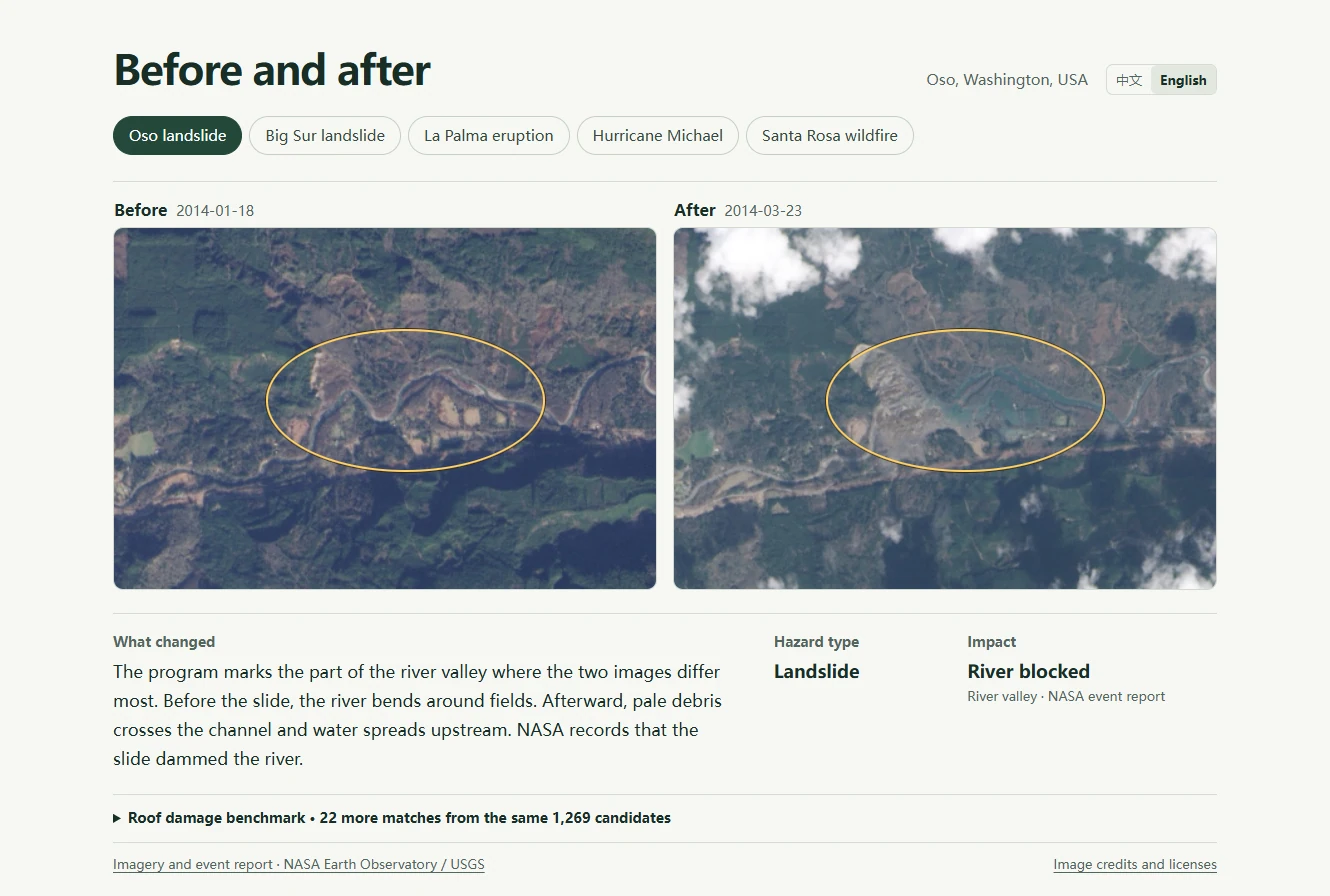 Before and after
Oso, Washington, USA
中文 English
Oso landslide
Big Sur landslide
La Palma eruption
Hurricane Michael
Santa Rosa wildfire
Before 2014-01-18
After 2014-03-23
What changed
The program marks the part of the river valley where the two images differ
most. Before the slide, the river bends around fields. Afterward, pale debris
crosses the channel and water spreads upstream. NASA records that the
slide dammed the river.
Hazard type
Landslide
Impact
River blocked
River valley · NASA event report
Roof damage benchmark • 22 more matches from the same 1,269 candidates
Imagery and event report · NASA Earth Observatory / USGS
Image credits and licenses